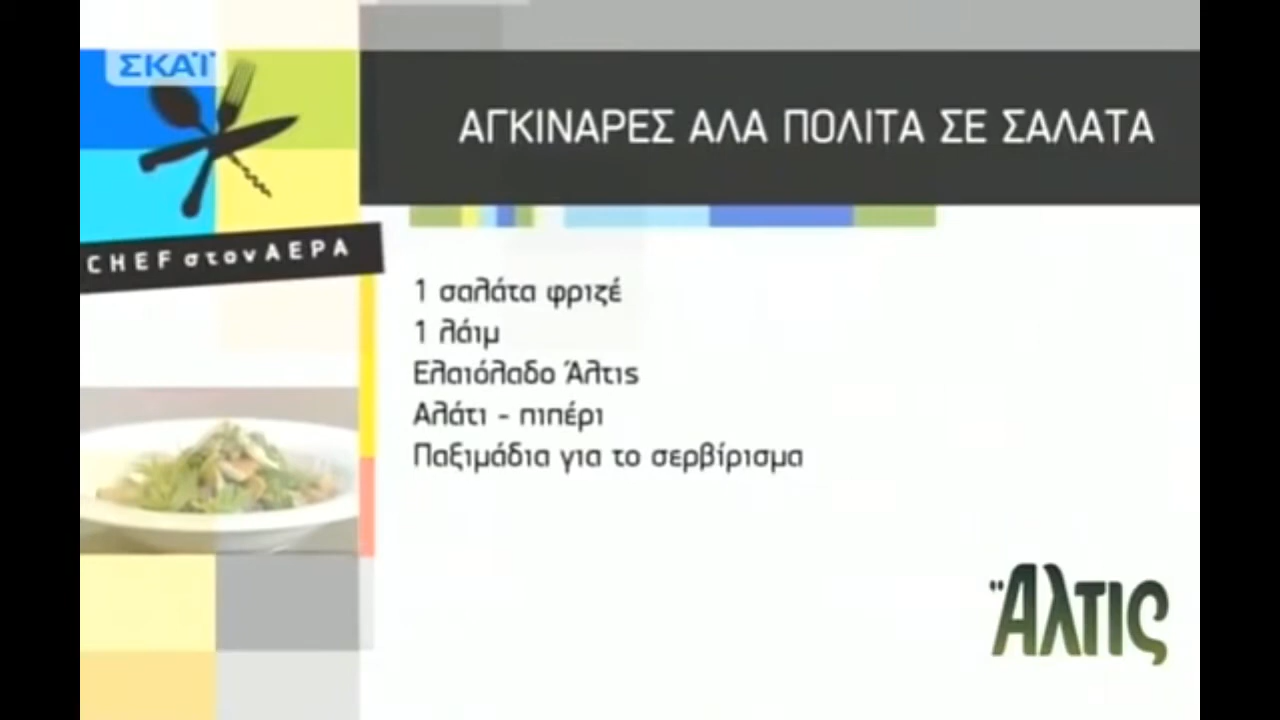 ΣΚΑΪ
ΑΓΚΙΝΑΡΕΣ ΑΛΑ ΠΟΛΙΤΑ ΣΕ ΣΑΛΑΤΑ
CHEF στον ΑΕΡΑ
1 σαλάτα φριζέ
1 λάιμ
Ελαιόλαδο Άλτις
Αλάτι - πιπέρι
Παξιμάδια για το σερβίρισμα
Ἄλτις